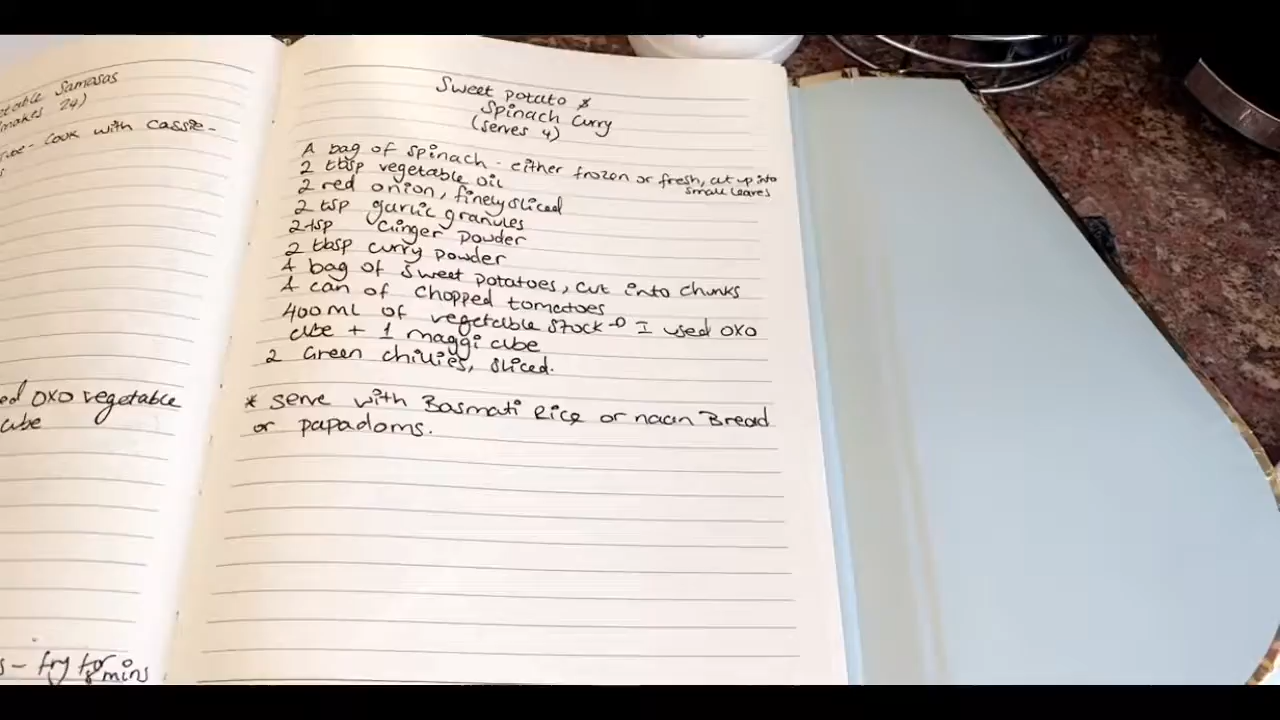 etable Samosas
(makes 24)
Tube- Cook with Cassie-
s
ed OXO vegetable
cube
s - fry for
8 mins
Sweet potato &
Spinach Curry
(serves 4)
A bag of spinach - either frozen or fresh, cut up into
small leaves
2 tbsp vegetable oil
2 red onion, finely sliced
2 tsp garlic granules
2 tsp Ginger powder
2 tbsp curry powder
A bag of sweet potatoes, cut into chunks
A can of chopped tomatoes
400ML of vegetable stock → I used OXO
cube + 1 maggi cube
2 Green chillies, sliced.
* Serve with Basmati Rice or naan Bread
or papadoms.